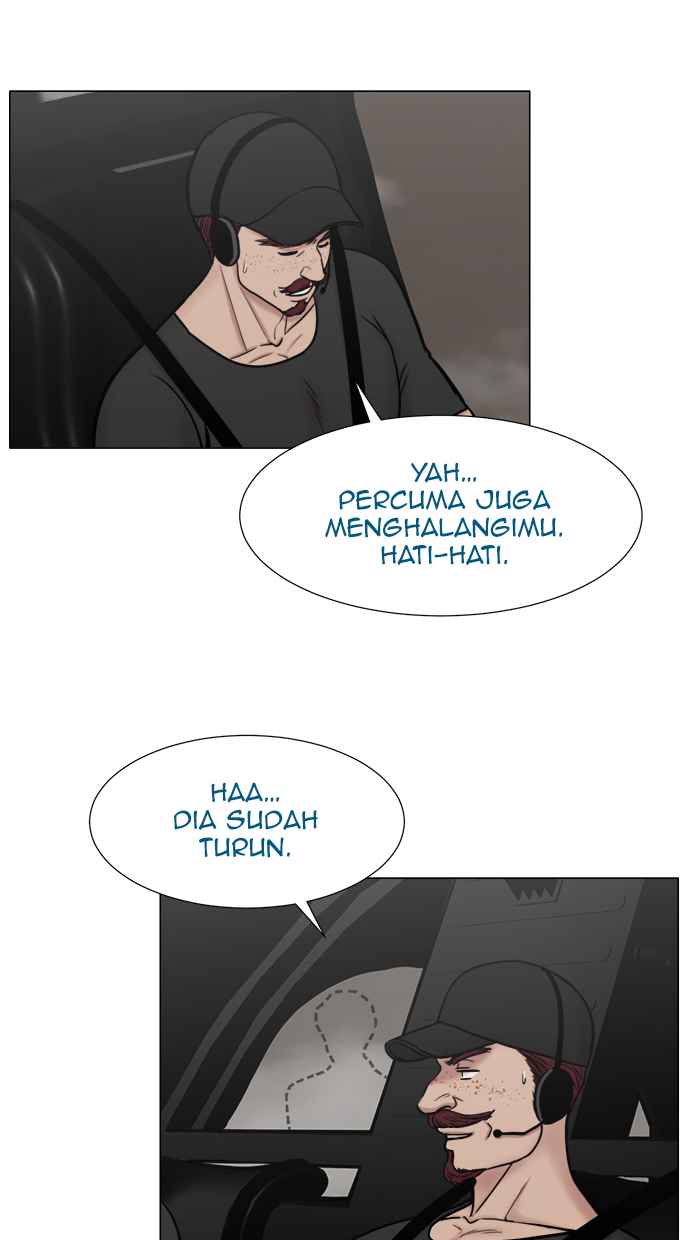 YAH...
PERCUMA JUGA
MENGHALANGIMU.
HATI-HATI.
HAA...
DIA SUDAH
TURUN.